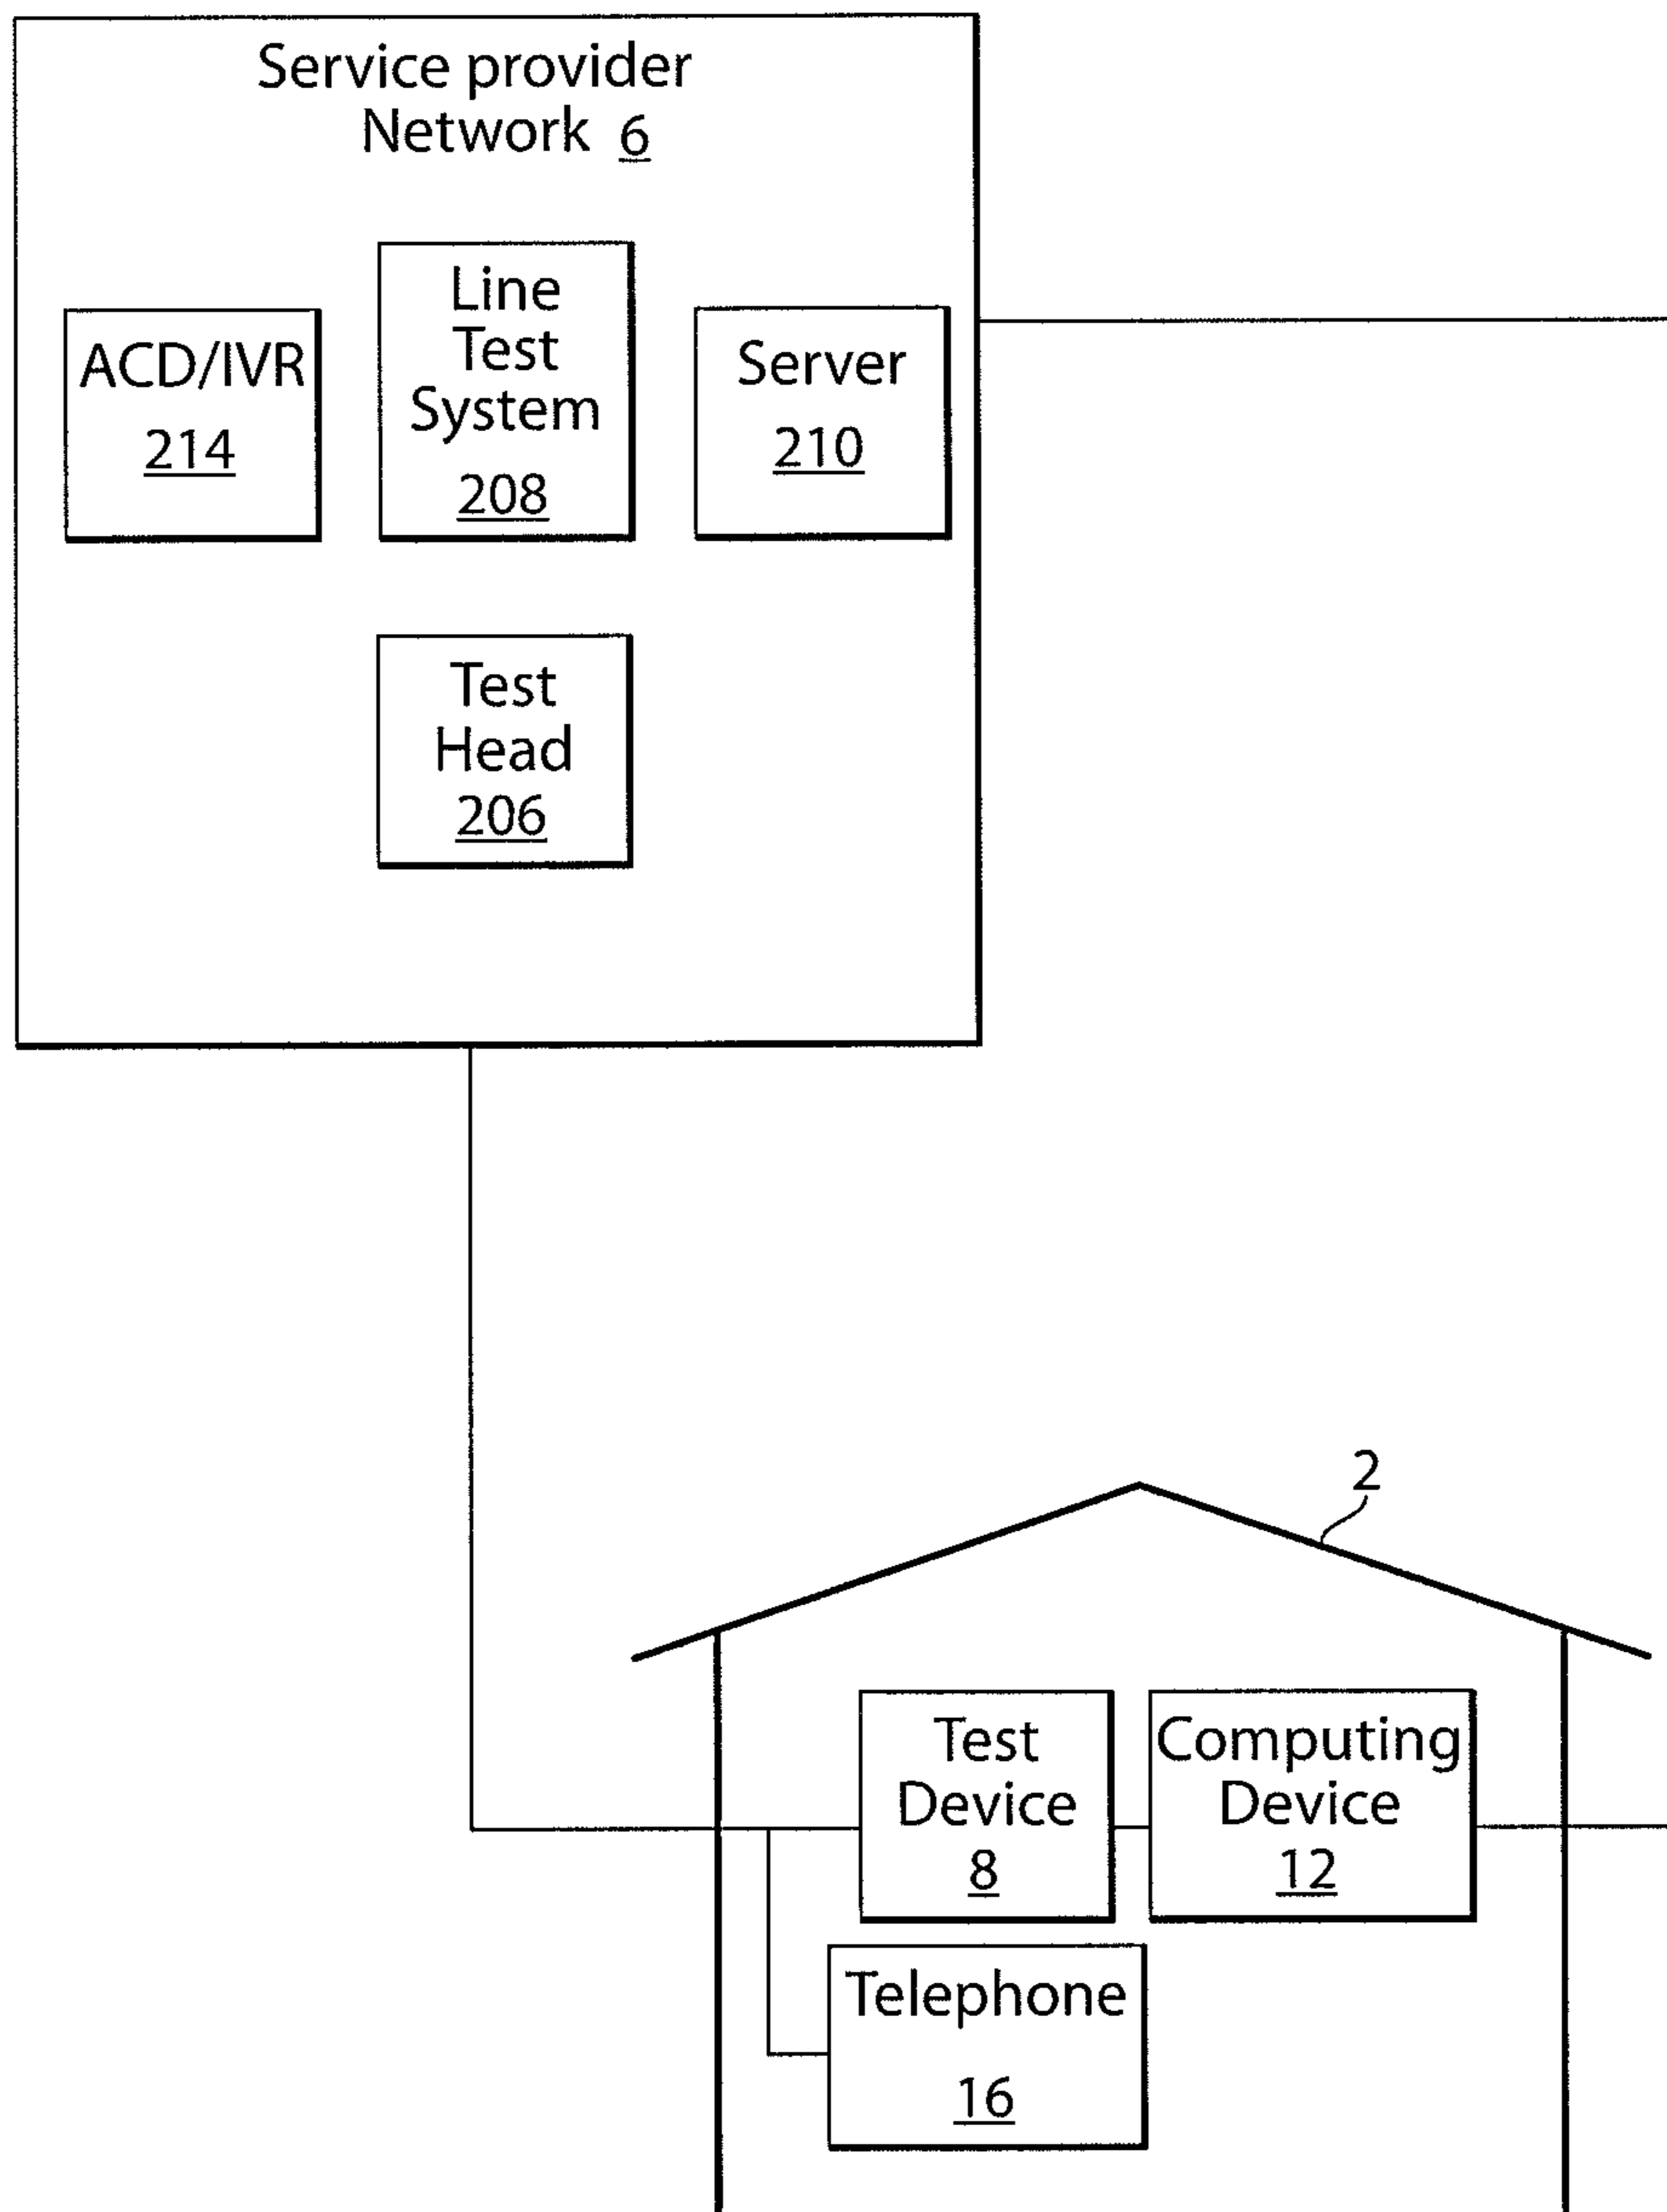 Service provider
Network 6
ACD/IVR
214
Line
Test
System
208
Server
210
Test
Head
206
2
Test
Device
8
Computing
Device
12
Telephone
16